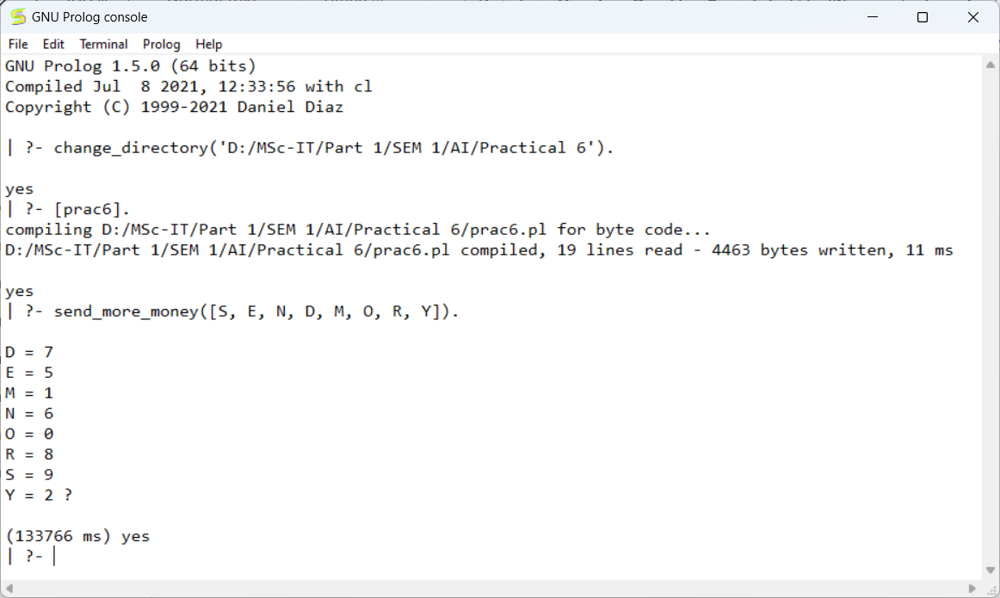 GNU Prolog console
File Edit Terminal Prolog Help
GNU Prolog 1.5.0 (64 bits)
Compiled Jul  8 2021, 12:33:56 with cl
Copyright (C) 1999-2021 Daniel Diaz
| ?- change_directory('D:/MSc-IT/Part 1/SEM 1/AI/Practical 6').
yes
| ?- [prac6].
compiling D:/MSc-IT/Part 1/SEM 1/AI/Practical 6/prac6.pl for byte code...
D:/MSc-IT/Part 1/SEM 1/AI/Practical 6/prac6.pl compiled, 19 lines read - 4463 bytes written, 11 ms
yes
| ?- send_more_money([S, E, N, D, M, O, R, Y]).
D = 7
E = 5
M = 1
N = 6
O = 0
R = 8
S = 9
Y = 2 ?
(133766 ms) yes
| ?-